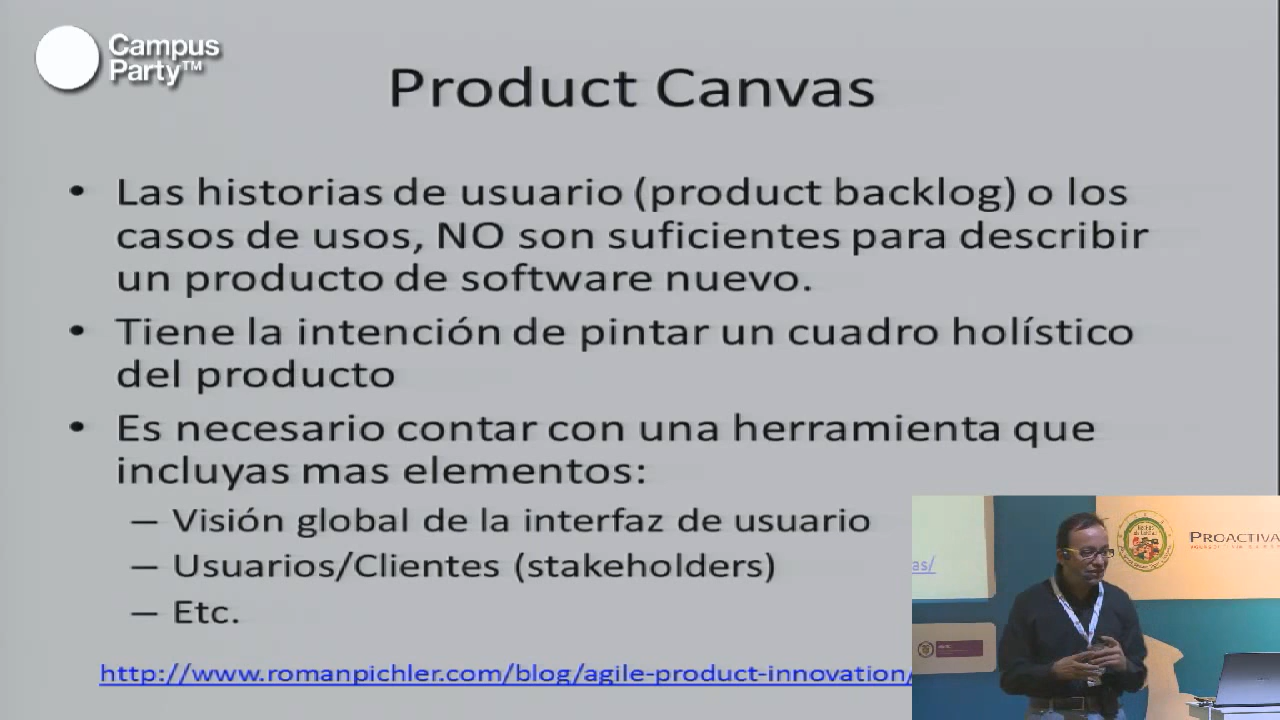 Campus
Party™
Product Canvas
• Las historias de usuario (product backlog) o los
casos de usos, NO son suficientes para describir
un producto de software nuevo.
• Tiene la intención de pintar un cuadro holístico
del producto
• Es necesario contar con una herramienta que
incluyas mas elementos:
– Visión global de la interfaz de usuario
– Usuarios/Clientes (stakeholders)
– Etc.
http://www.romanpichler.com/blog/agile-product-innovation/
as/
PROACTIVA